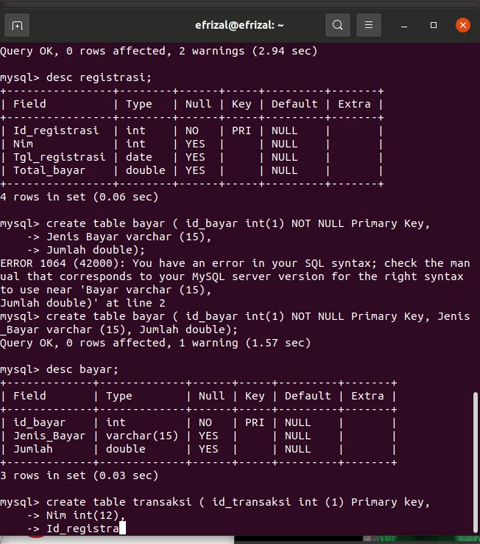 efrizal@efrizal: ~
Query OK, 0 rows affected, 2 warnings (2.94 sec)
mysql> desc registrasi;
+----------------+--------+------+-----+---------+-------+
| Field          | Type   | Null | Key | Default | Extra |
+----------------+--------+------+-----+---------+-------+
| Id_registrasi  | int    | NO   | PRI | NULL    |       |
| Nim            | int    | YES  |     | NULL    |       |
| Tgl_registrasi | date   | YES  |     | NULL    |       |
| Total_bayar    | double | YES  |     | NULL    |       |
+----------------+--------+------+-----+---------+-------+
4 rows in set (0.06 sec)
mysql> create table bayar ( id_bayar int(1) NOT NULL Primary Key,
    -> Jenis Bayar varchar (15),
    -> Jumlah double);
ERROR 1064 (42000): You have an error in your SQL syntax; check the man
ual that corresponds to your MySQL server version for the right syntax
to use near 'Bayar varchar (15),
Jumlah double)' at line 2
mysql> create table bayar ( id_bayar int(1) NOT NULL Primary Key, Jenis
_Bayar varchar (15), Jumlah double);
Query OK, 0 rows affected, 1 warning (1.57 sec)
mysql> desc bayar;
+-------------+-------------+------+-----+---------+-------+
| Field       | Type        | Null | Key | Default | Extra |
+-------------+-------------+------+-----+---------+-------+
| id_bayar    | int         | NO   | PRI | NULL    |       |
| Jenis_Bayar | varchar(15) | YES  |     | NULL    |       |
| Jumlah      | double      | YES  |     | NULL    |       |
+-------------+-------------+------+-----+---------+-------+
3 rows in set (0.03 sec)
mysql> create table transaksi ( id_transaksi int (1) Primary key,
    -> Nim int(12),
    -> Id_registra